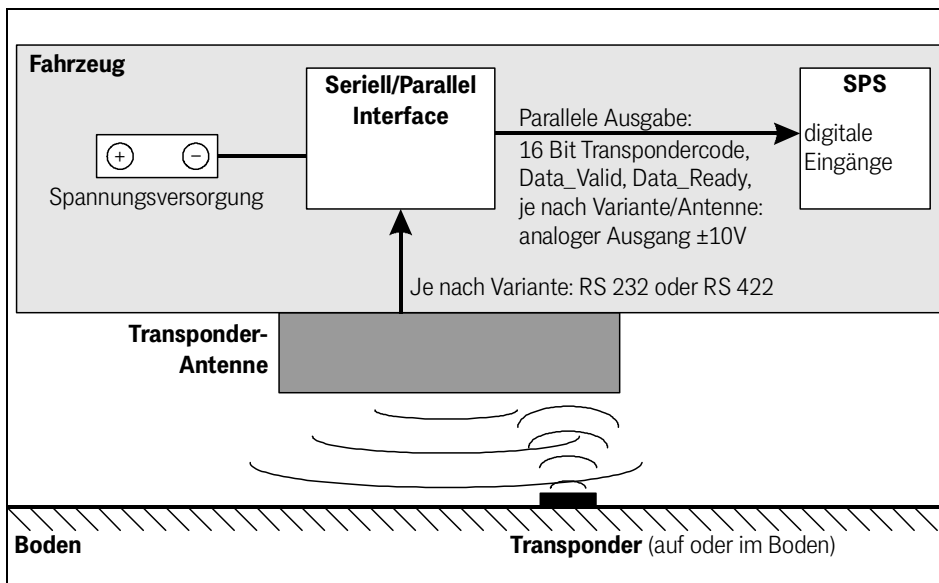 Fahrzeug
Seriell/Parallel
Interface
SPS
digitale
Eingänge
Parallele Ausgabe:
16 Bit Transpondercode,
Data_Valid, Data_Ready,
je nach Variante/Antenne:
analoger Ausgang ±10V
+ −
Spannungsversorgung
Je nach Variante: RS 232 oder RS 422
Transponder-
Antenne
Boden
Transponder (auf oder im Boden)